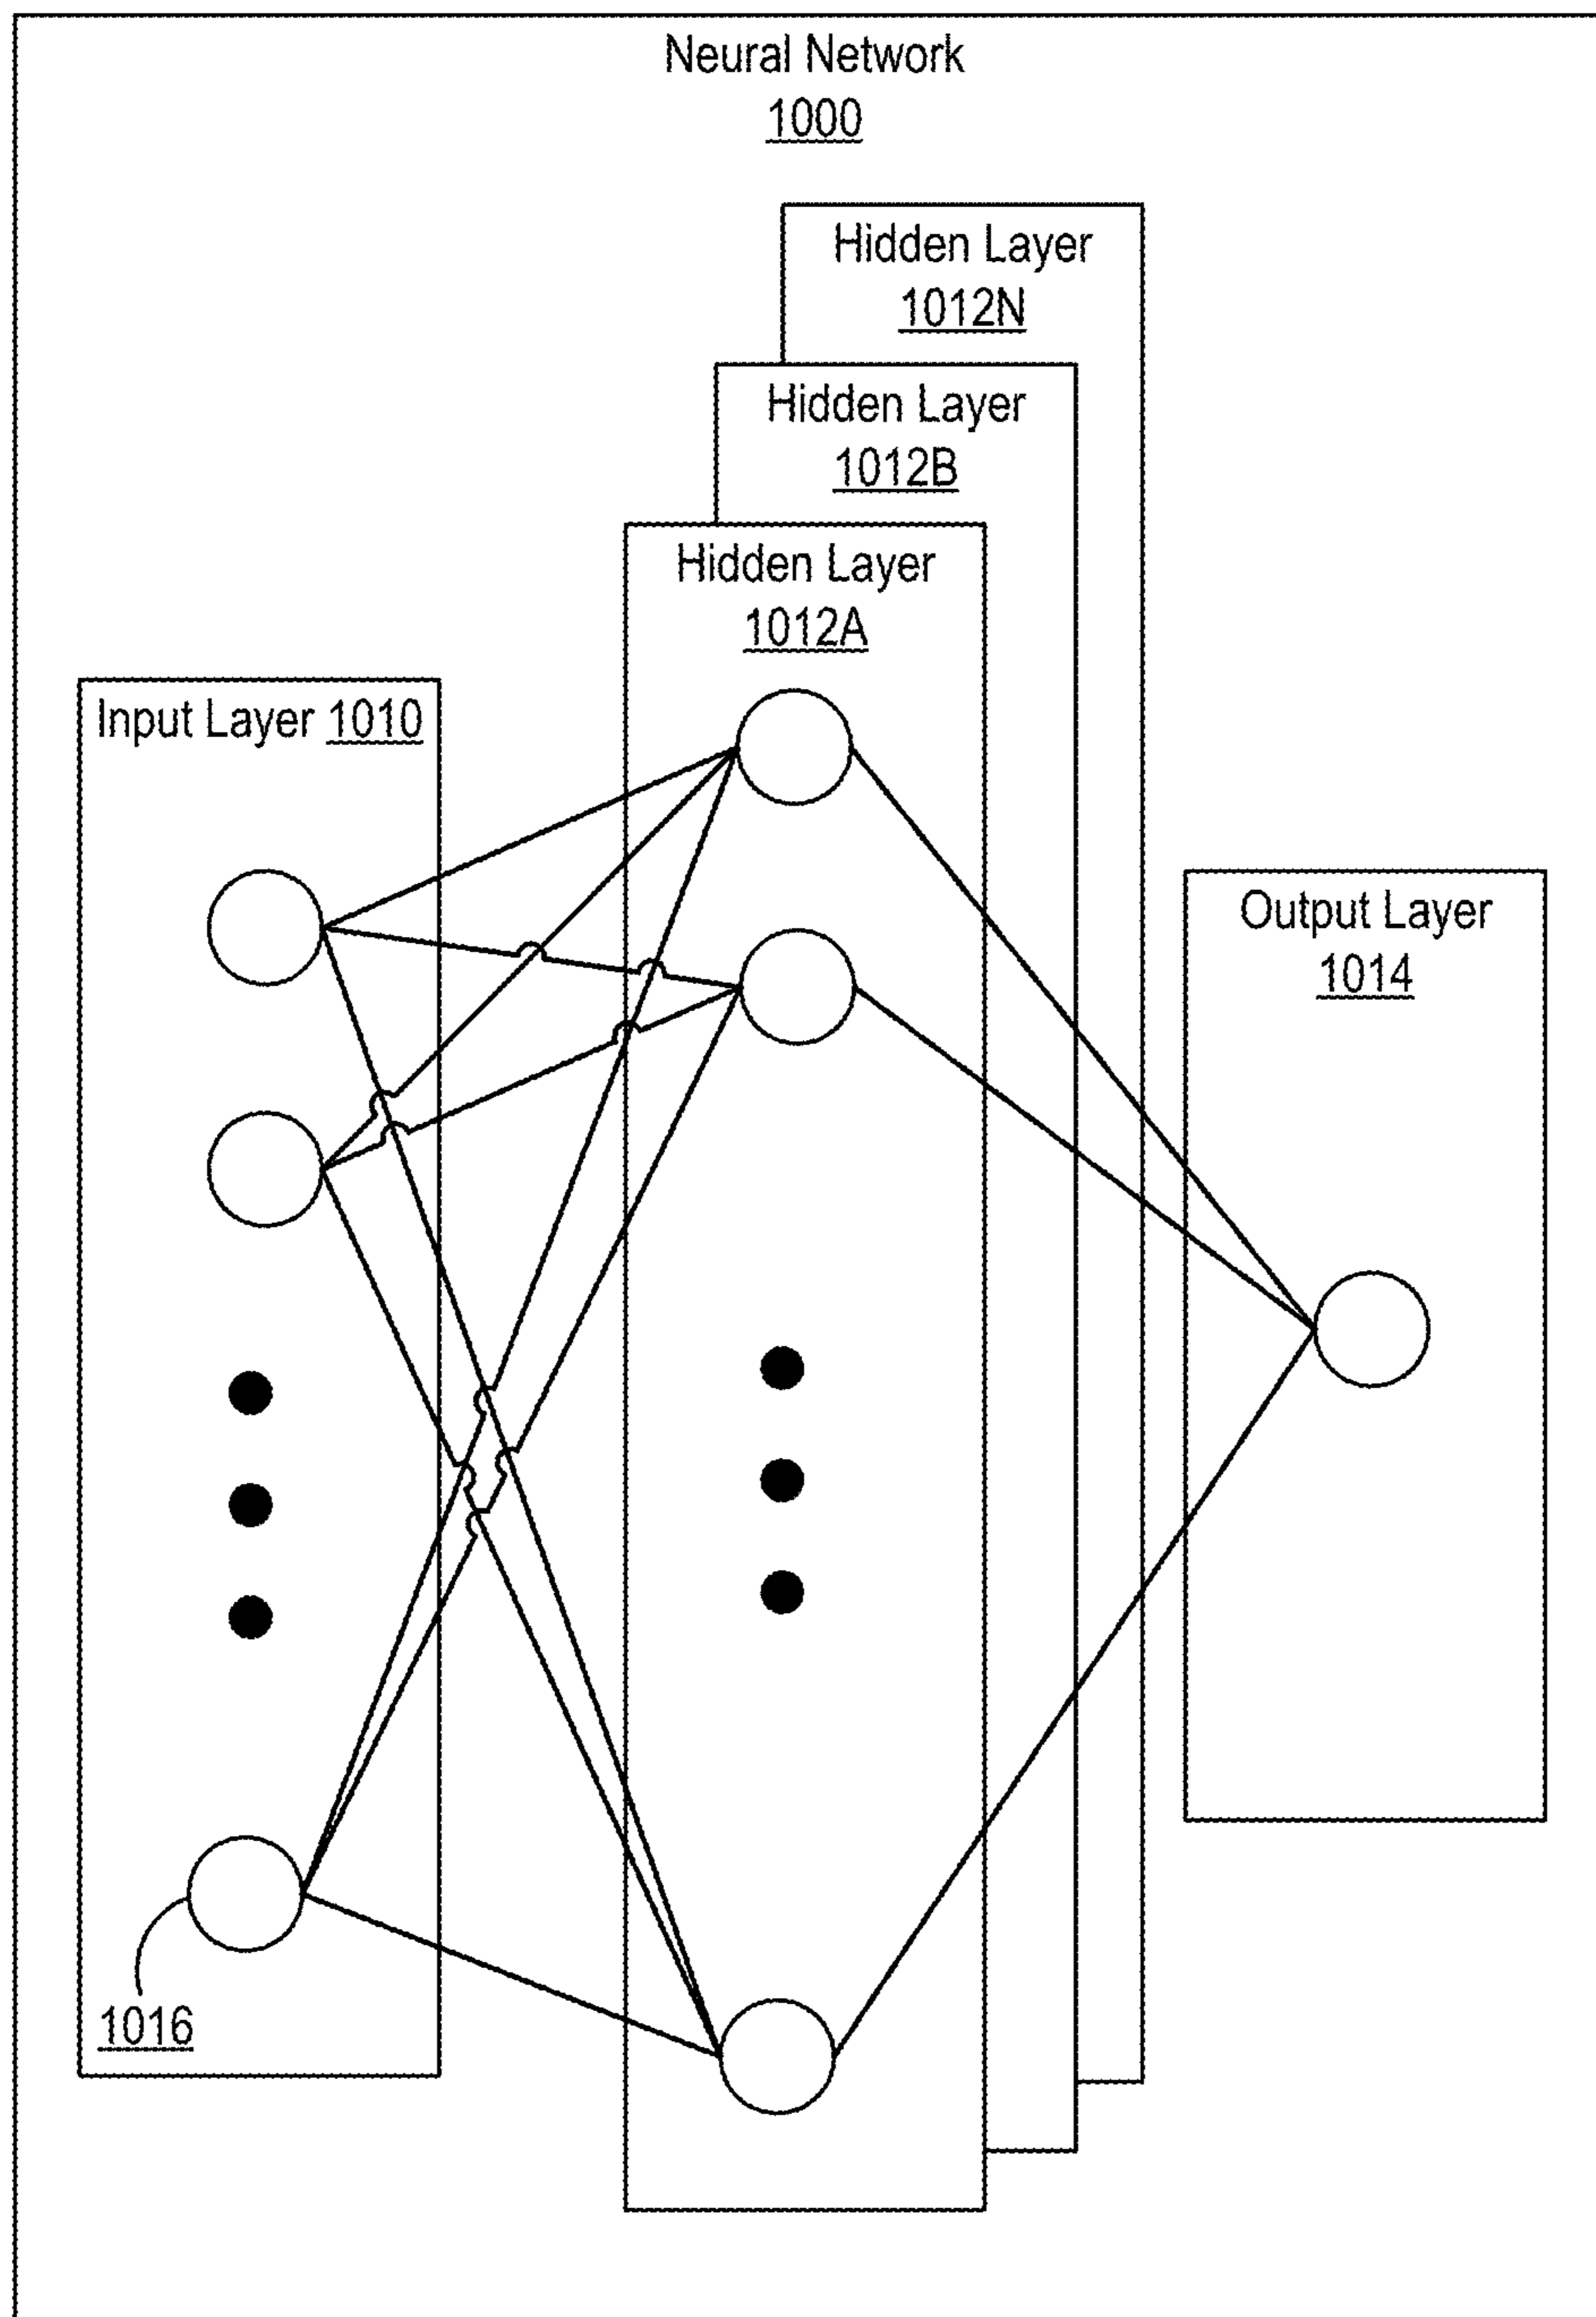 Neural Network
1000
Hidden Layer
1012N
Hidden Layer
1012B
Hidden Layer
1012A
Input Layer 1010
Output Layer
1014
1016